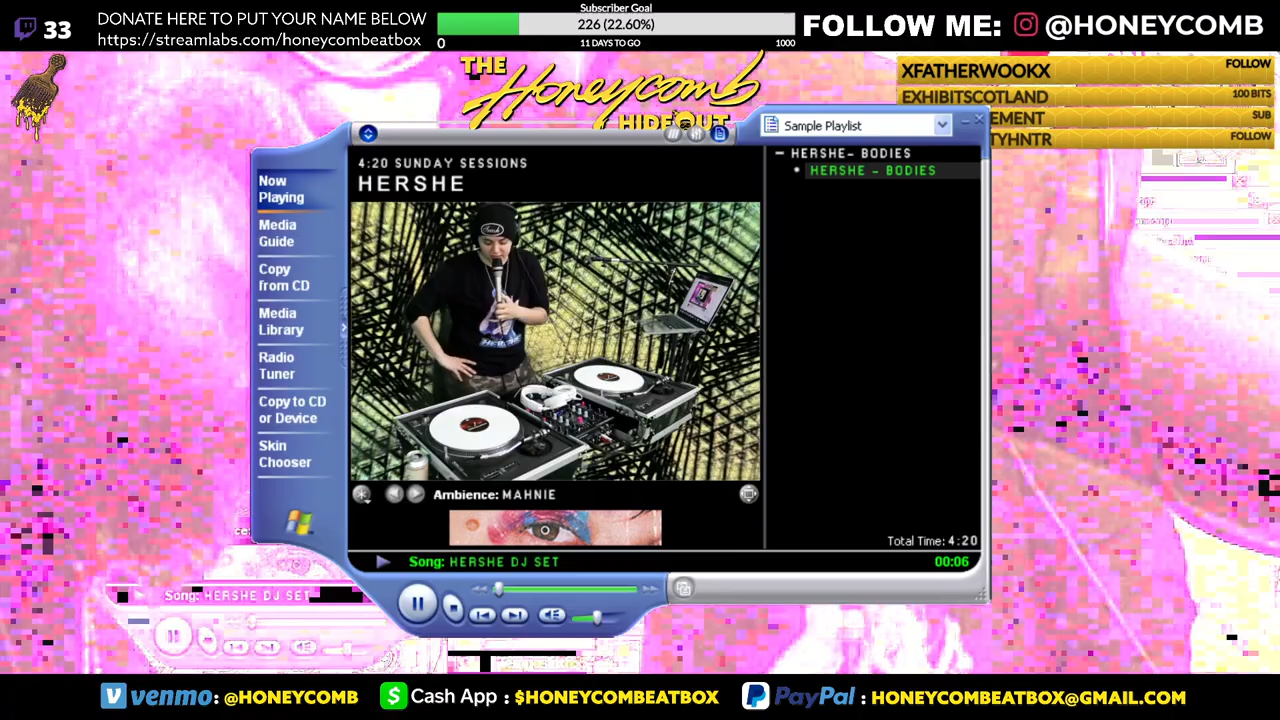 33
DONATE HERE TO PUT YOUR NAME BELOW
https://streamlabs.com/honeycombeatbox
Subscriber Goal
226 (22.60%)
0
11 DAYS TO GO
1000
FOLLOW ME: @HONEYCOMB
THE
Honeycomb
HIDEOUT
XFATHERWOOKX FOLLOW
EXHIBITSCOTLAND 100 BITS
EMENT SUB
TYHNTR FOLLOW
Sample Playlist
4:20 SUNDAY SESSIONS
HERSHE
HERSHE- BODIES
HERSHE - BODIES
Now
Playing
Media
Guide
Copy
from CD
Media
Library
Radio
Tuner
Copy to CD
or Device
Skin
Chooser
Ambience: MAHNIE
Total Time: 4:20
Song: HERSHE DJ SET
00:06
Song: HERSHE DJ SET
venmo: @HONEYCOMB
Cash App : $HONEYCOMBEATBOX
PayPal : HONEYCOMBEATBOX@GMAIL.COM